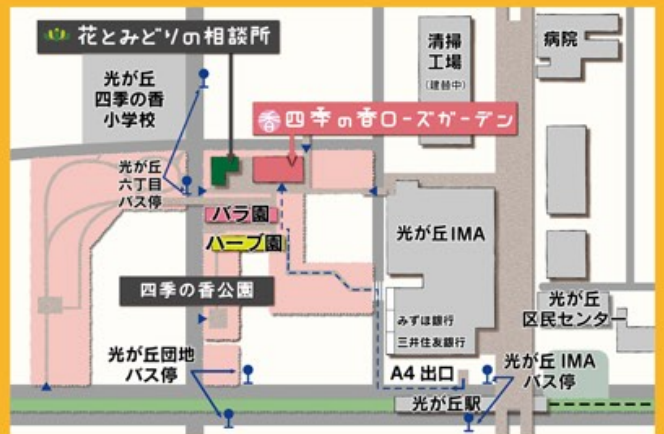 花とみどりの相談所
清掃
工場
(建替中)
病院
光が丘
四季の香
小学校
香四季の香ローズガーデン
光が丘
六丁目
バス停
バラ園
ハーブ園
光が丘IMA
四季の香公園
光が丘
区民センター
みずほ銀行
三井住友銀行
光が丘団地
バス停
A4 出口
光が丘 IMA
バス停
光が丘駅